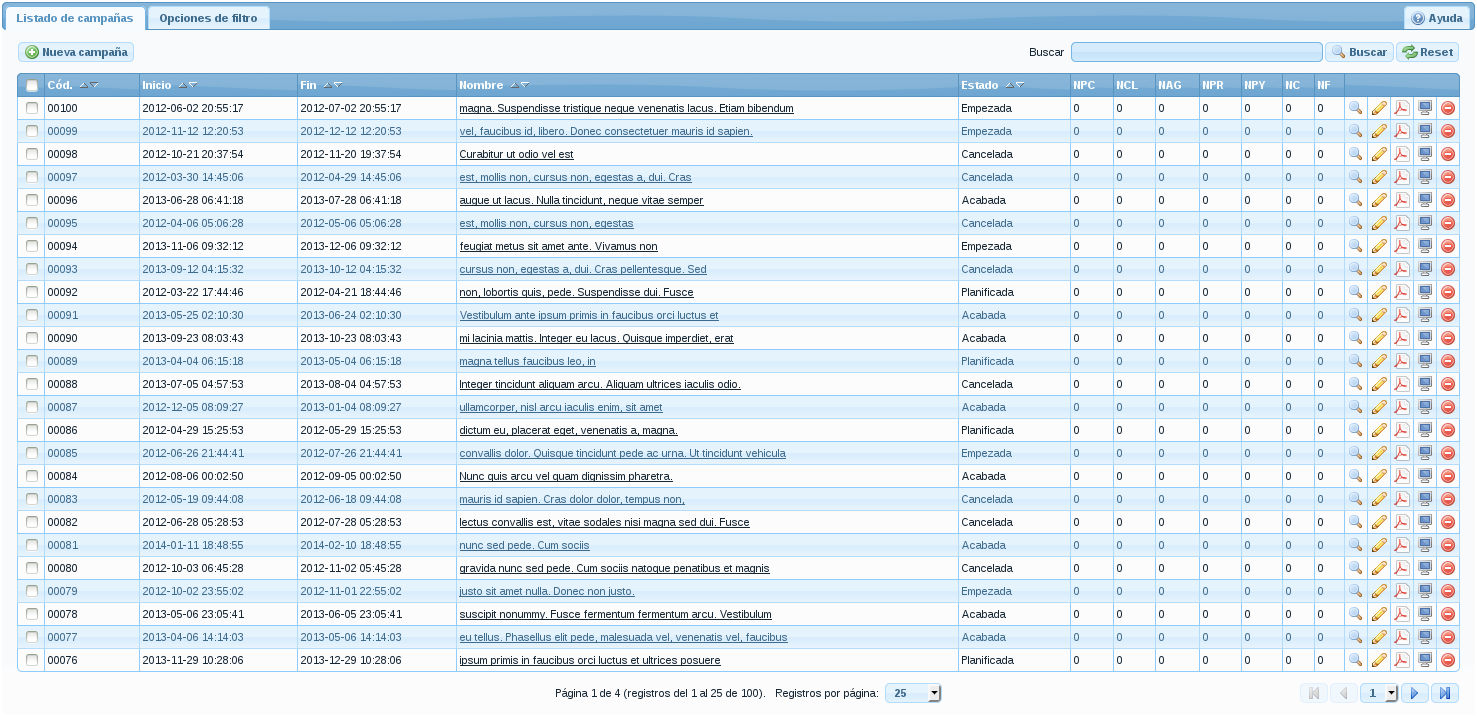 Listado de campañas Opciones de filtro Ayuda
Nueva campaña Buscar Buscar Reset
Cód. Inicio Fin Nombre Estado NPC NCL NAG NPR NPY NC NF
00100 2012-06-02 20:55:17 2012-07-02 20:55:17 magna. Suspendisse tristique neque venenatis lacus. Etiam bibendum Empezada 0 0 0 0 0 0 0
00099 2012-11-12 12:20:53 2012-12-12 12:20:53 vel, faucibus id, libero. Donec consectetuer mauris id sapien. Empezada 0 0 0 0 0 0 0
00098 2012-10-21 20:37:54 2012-11-20 19:37:54 Curabitur ut odio vel est Cancelada 0 0 0 0 0 0 0
00097 2012-03-30 14:45:06 2012-04-29 14:45:06 est, mollis non, cursus non, egestas a, dui. Cras Cancelada 0 0 0 0 0 0 0
00096 2013-06-28 06:41:18 2013-07-28 06:41:18 augue ut lacus. Nulla tincidunt, neque vitae semper Acabada 0 0 0 0 0 0 0
00095 2012-04-06 05:06:28 2012-05-06 05:06:28 est, mollis non, cursus non, egestas Cancelada 0 0 0 0 0 0 0
00094 2013-11-06 09:32:12 2013-12-06 09:32:12 feugiat metus sit amet ante. Vivamus non Empezada 0 0 0 0 0 0 0
00093 2013-09-12 04:15:32 2013-10-12 04:15:32 cursus non, egestas a, dui. Cras pellentesque. Sed Cancelada 0 0 0 0 0 0 0
00092 2012-03-22 17:44:46 2012-04-21 18:44:46 non, lobortis quis, pede. Suspendisse dui. Fusce Planificada 0 0 0 0 0 0 0
00091 2013-05-25 02:10:30 2013-06-24 02:10:30 Vestibulum ante ipsum primis in faucibus orci luctus et Acabada 0 0 0 0 0 0 0
00090 2013-09-23 08:03:43 2013-10-23 08:03:43 mi lacinia mattis. Integer eu lacus. Quisque imperdiet, erat Acabada 0 0 0 0 0 0 0
00089 2013-04-04 06:15:18 2013-05-04 06:15:18 magna tellus faucibus leo, in Planificada 0 0 0 0 0 0 0
00088 2013-07-05 04:57:53 2013-08-04 04:57:53 Integer tincidunt aliquam arcu. Aliquam ultrices iaculis odio. Cancelada 0 0 0 0 0 0 0
00087 2012-12-05 08:09:27 2013-01-04 08:09:27 ullamcorper, nisl arcu iaculis enim, sit amet Acabada 0 0 0 0 0 0 0
00086 2012-04-29 15:25:53 2012-05-29 15:25:53 dictum eu, placerat eget, venenatis a, magna. Planificada 0 0 0 0 0 0 0
00085 2012-06-26 21:44:41 2012-07-26 21:44:41 convallis dolor. Quisque tincidunt pede ac urna. Ut tincidunt vehicula Empezada 0 0 0 0 0 0 0
00084 2012-08-06 00:02:50 2012-09-05 00:02:50 Nunc quis arcu vel quam dignissim pharetra. Acabada 0 0 0 0 0 0 0
00083 2012-05-19 09:44:08 2012-06-18 09:44:08 mauris id sapien. Cras dolor dolor, tempus non, Cancelada 0 0 0 0 0 0 0
00082 2012-06-28 05:28:53 2012-07-28 05:28:53 lectus convallis est, vitae sodales nisi magna sed dui. Fusce Cancelada 0 0 0 0 0 0 0
00081 2014-01-11 18:48:55 2014-02-10 18:48:55 nunc sed pede. Cum sociis Acabada 0 0 0 0 0 0 0
00080 2012-10-03 06:45:28 2012-11-02 05:45:28 gravida nunc sed pede. Cum sociis natoque penatibus et magnis Cancelada 0 0 0 0 0 0 0
00079 2012-10-02 23:55:02 2012-11-01 22:55:02 justo sit amet nulla. Donec non justo. Empezada 0 0 0 0 0 0 0
00078 2013-05-06 23:05:41 2013-06-05 23:05:41 suscipit nonummy. Fusce fermentum fermentum arcu. Vestibulum Acabada 0 0 0 0 0 0 0
00077 2013-04-06 14:14:03 2013-05-06 14:14:03 eu tellus. Phasellus elit pede, malesuada vel, venenatis vel, faucibus Acabada 0 0 0 0 0 0 0
00076 2013-11-29 10:28:06 2013-12-29 10:28:06 ipsum primis in faucibus orci luctus et ultrices posuere Planificada 0 0 0 0 0 0 0
Página 1 de 4 (registros del 1 al 25 de 100). Registros por página: 25 1